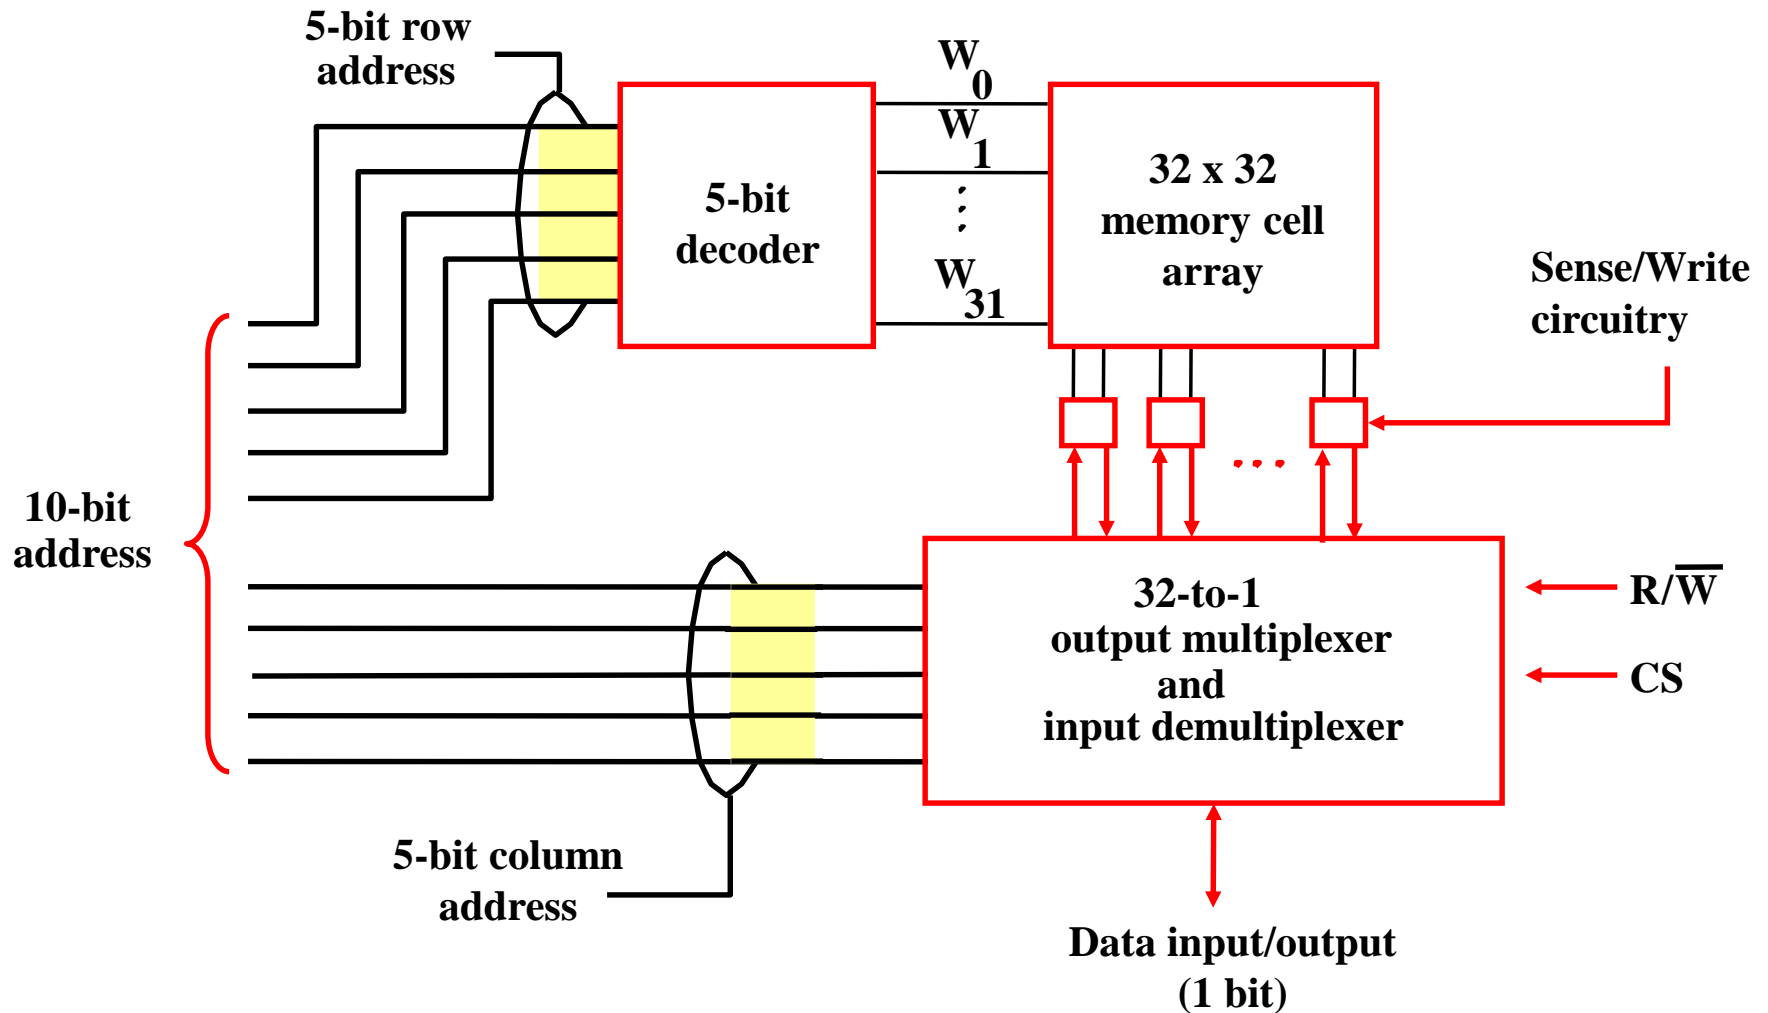 5-bit row
address
W
0
W
1
W
31
5-bit
decoder
32 x 32
memory cell
array
Sense/Write
circuitry
10-bit
address
32-to-1
output multiplexer
and
input demultiplexer
R/W̅
CS
5-bit column
address
Data input/output
(1 bit)